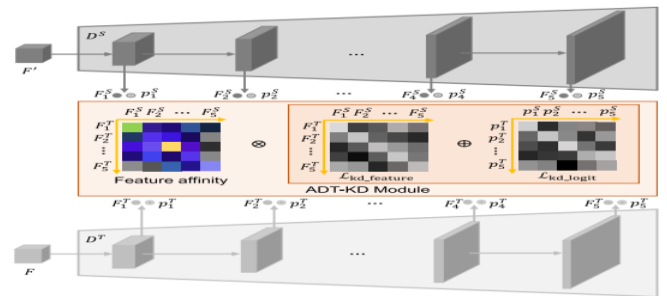 D^S
...
F'
F_1^S p_1^S F_2^S p_2^S ... F_4^S p_4^S F_5^S p_5^S
F_1^S F_2^S ... F_5^S F_1^S F_2^S ... F_5^S p_1^S p_2^S ... p_5^S
F_1^T F_1^T p_1^T
F_2^T ⊗ F_2^T ⊕ p_2^T
⋮ ⋮ ⋮
F_5^T F_5^T p_5^T
Feature affinity ℒ_kd_feature ℒ_kd_logit
ADT-KD Module
F_1^T p_1^T F_2^T p_2^T ... F_4^T p_4^T F_5^T p_5^T
D^T
...
F